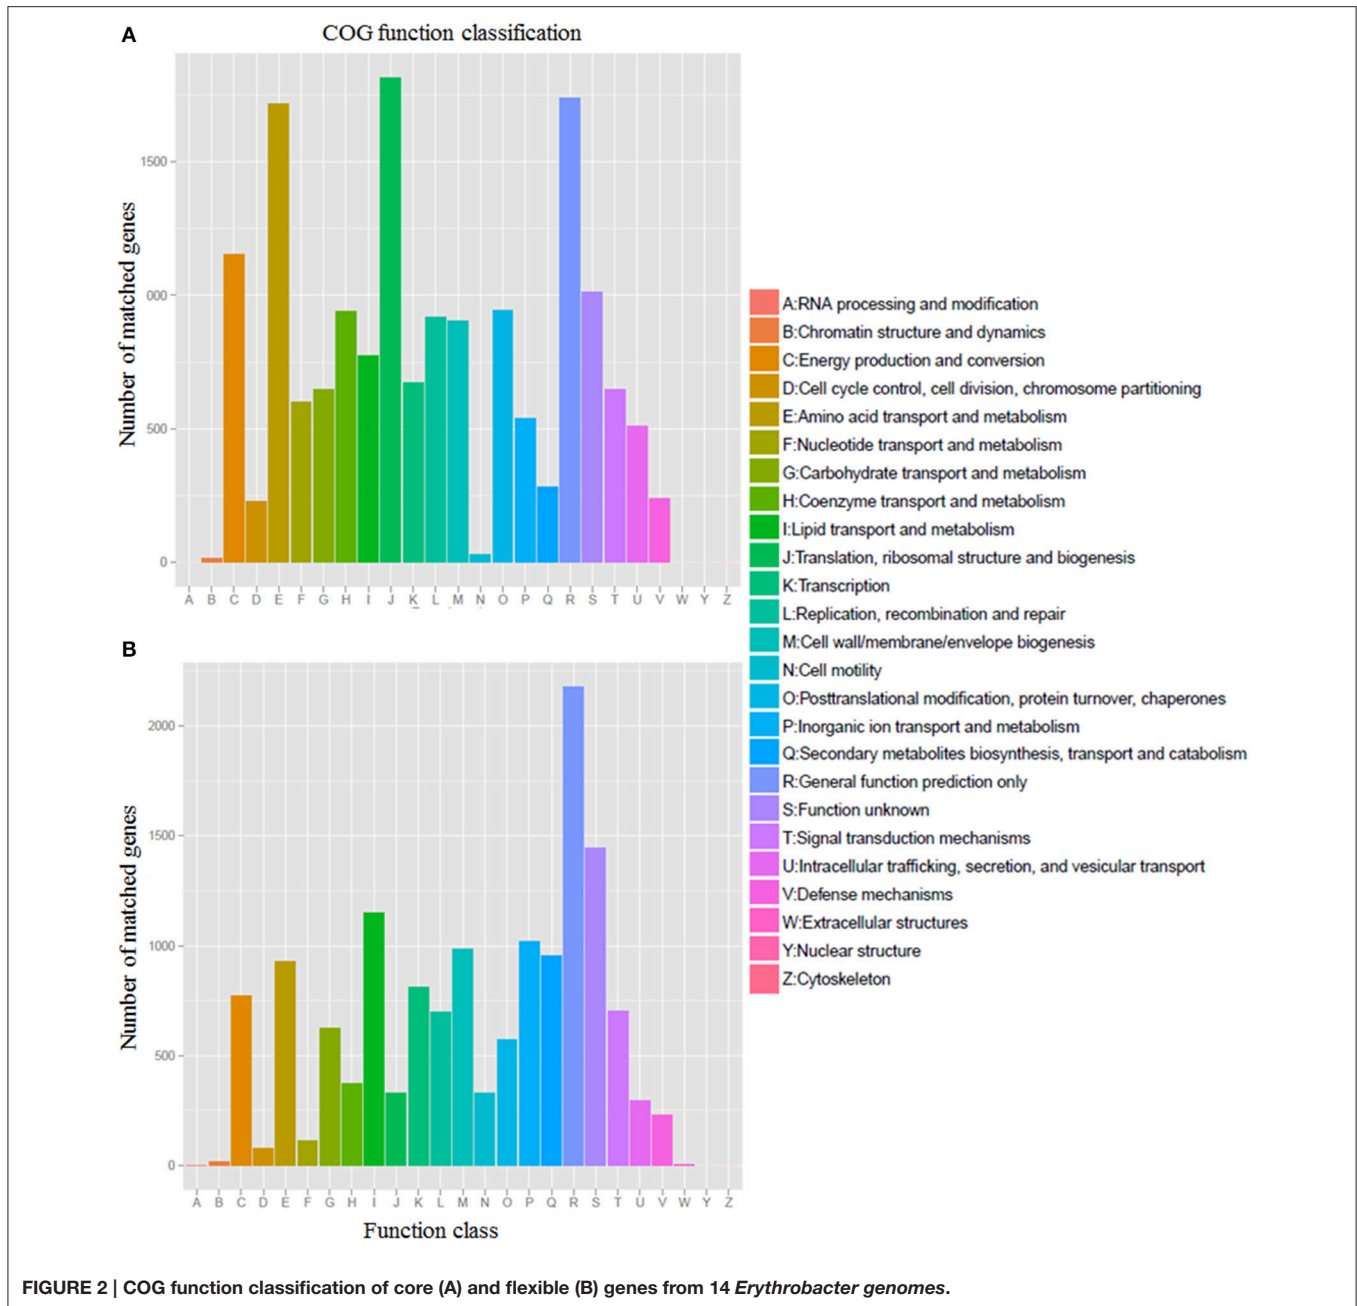 A
COG function classification
Number of matched genes
1500
000
500
0
A B C D E F G H I J K L M N O P Q R S T U V W Y Z
B
Number of matched genes
2000
1500
1000
500
0
A B C D E F G H I J K L M N O P Q R S T U V W Y Z
Function class
A:RNA processing and modification
B:Chromatin structure and dynamics
C:Energy production and conversion
D:Cell cycle control, cell division, chromosome partitioning
E:Amino acid transport and metabolism
F:Nucleotide transport and metabolism
G:Carbohydrate transport and metabolism
H:Coenzyme transport and metabolism
I:Lipid transport and metabolism
J:Translation, ribosomal structure and biogenesis
K:Transcription
L:Replication, recombination and repair
M:Cell wall/membrane/envelope biogenesis
N:Cell motility
O:Posttranslational modification, protein turnover, chaperones
P:Inorganic ion transport and metabolism
Q:Secondary metabolites biosynthesis, transport and catabolism
R:General function prediction only
S:Function unknown
T:Signal transduction mechanisms
U:Intracellular trafficking, secretion, and vesicular transport
V:Defense mechanisms
W:Extracellular structures
Y:Nuclear structure
Z:Cytoskeleton
FIGURE 2 | COG function classification of core (A) and flexible (B) genes from 14 Erythrobacter genomes.